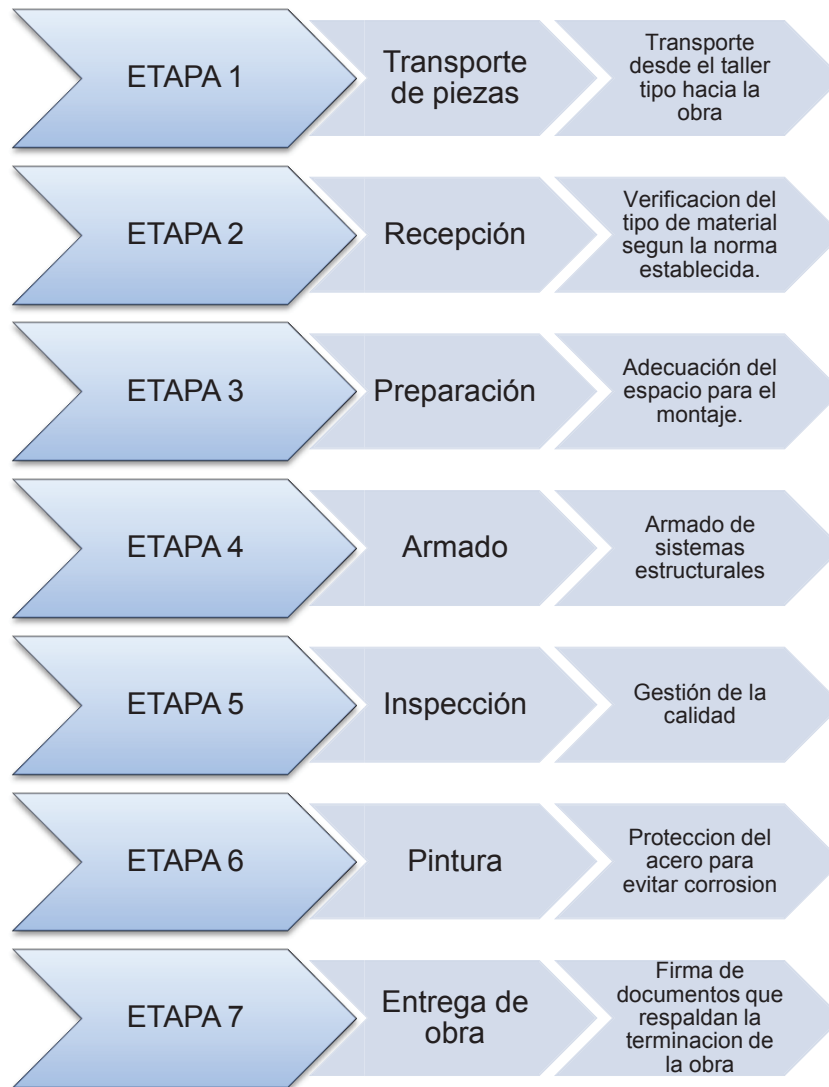 ETAPA 1
Transporte
de piezas
Transporte
desde el taller
tipo hacia la
obra
ETAPA 2
Recepción
Verificacion del
tipo de material
segun la norma
establecida.
ETAPA 3
Preparación
Adecuación del
espacio para el
montaje.
ETAPA 4
Armado
Armado de
sistemas
estructurales
ETAPA 5
Inspección
Gestión de la
calidad
ETAPA 6
Pintura
Proteccion del
acero para
evitar corrosion
ETAPA 7
Entrega de
obra
Firma de
documentos que
respaldan la
terminacion de
la obra